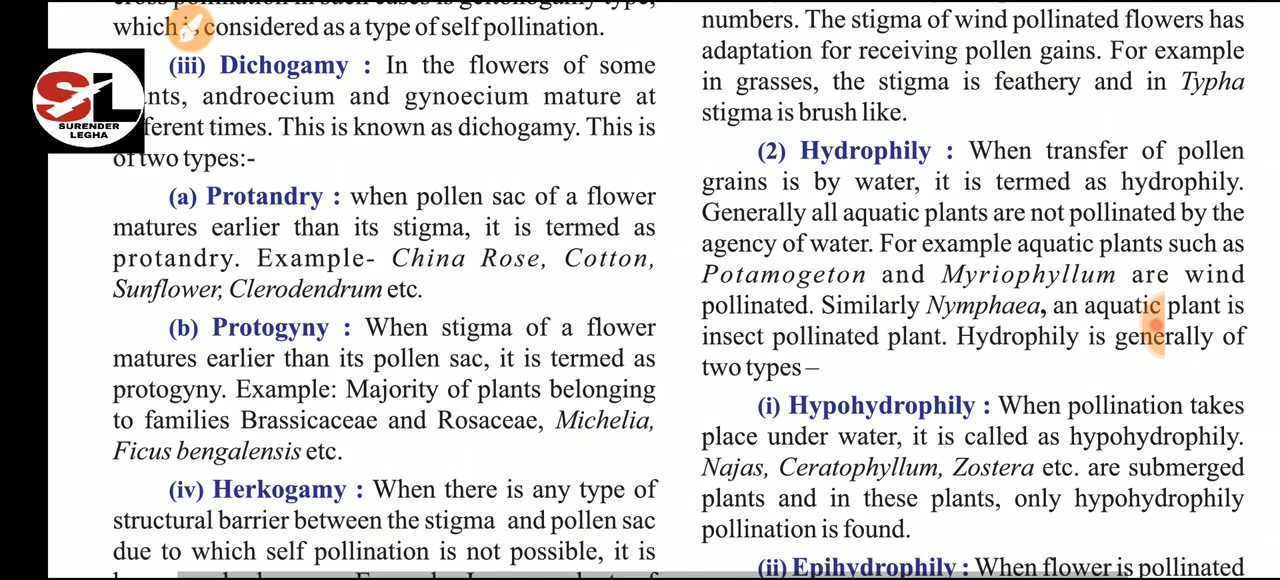 which is considered as a type of self pollination.
(iii) Dichogamy : In the flowers of some
nts, androecium and gynoecium mature at
ferent times. This is known as dichogamy. This is
of two types:-
(a) Protandry : when pollen sac of a flower
matures earlier than its stigma, it is termed as
protandry. Example- China Rose, Cotton,
Sunflower, Clerodendrum etc.
(b) Protogyny : When stigma of a flower
matures earlier than its pollen sac, it is termed as
protogyny. Example: Majority of plants belonging
to families Brassicaceae and Rosaceae, Michelia,
Ficus bengalensis etc.
(iv) Herkogamy : When there is any type of
structural barrier between the stigma and pollen sac
due to which self pollination is not possible, it is
SL
SURENDER
LEGHA
numbers. The stigma of wind pollinated flowers has
adaptation for receiving pollen gains. For example
in grasses, the stigma is feathery and in Typha
stigma is brush like.
(2) Hydrophily : When transfer of pollen
grains is by water, it is termed as hydrophily.
Generally all aquatic plants are not pollinated by the
agency of water. For example aquatic plants such as
Potamogeton and Myriophyllum are wind
pollinated. Similarly Nymphaea, an aquatic plant is
insect pollinated plant. Hydrophily is generally of
two types –
(i) Hypohydrophily : When pollination takes
place under water, it is called as hypohydrophily.
Najas, Ceratophyllum, Zostera etc. are submerged
plants and in these plants, only hypohydrophily
pollination is found.
(ii) Epihydrophily : When flower is pollinated